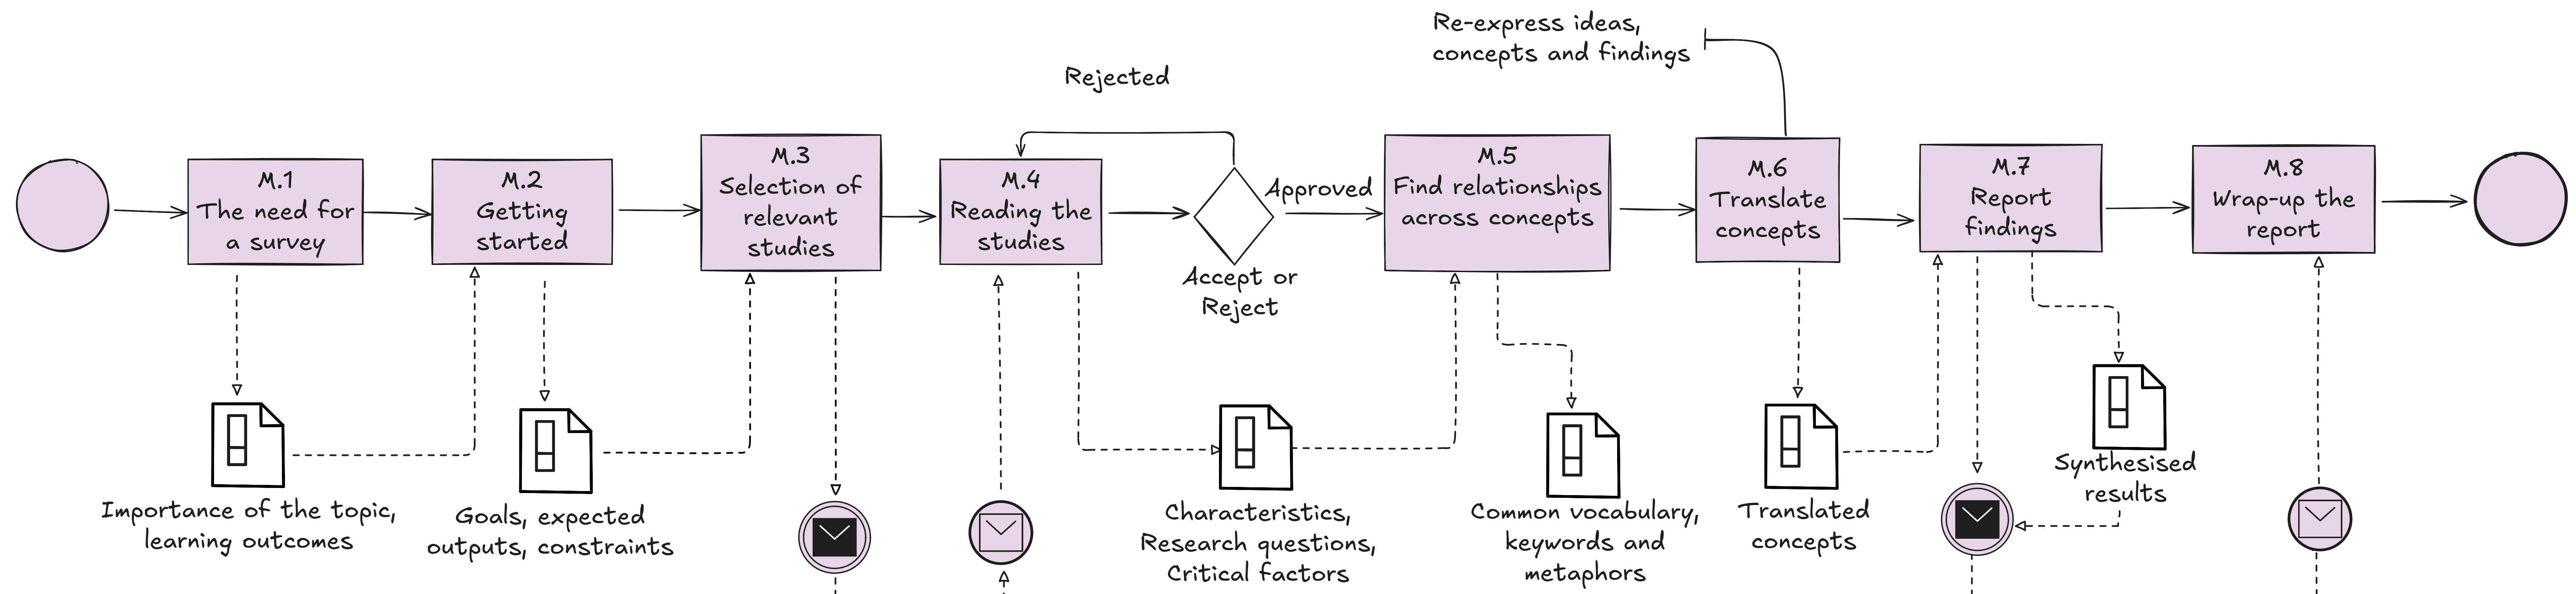 Re-express ideas,
concepts and findings
Rejected
M.1
The need for
a survey
M.2
Getting
started
M.3
Selection of
relevant
studies
M.4
Reading the
studies
Approved
Accept or
Reject
M.5
Find relationships
across concepts
M.6
Translate
concepts
M.7
Report
findings
M.8
Wrap-up the
report
Importance of the topic,
learning outcomes
Goals, expected
outputs, constraints
Characteristics,
Research questions,
Critical factors
Common vocabulary,
keywords and
metaphors
Translated
concepts
Synthesised
results